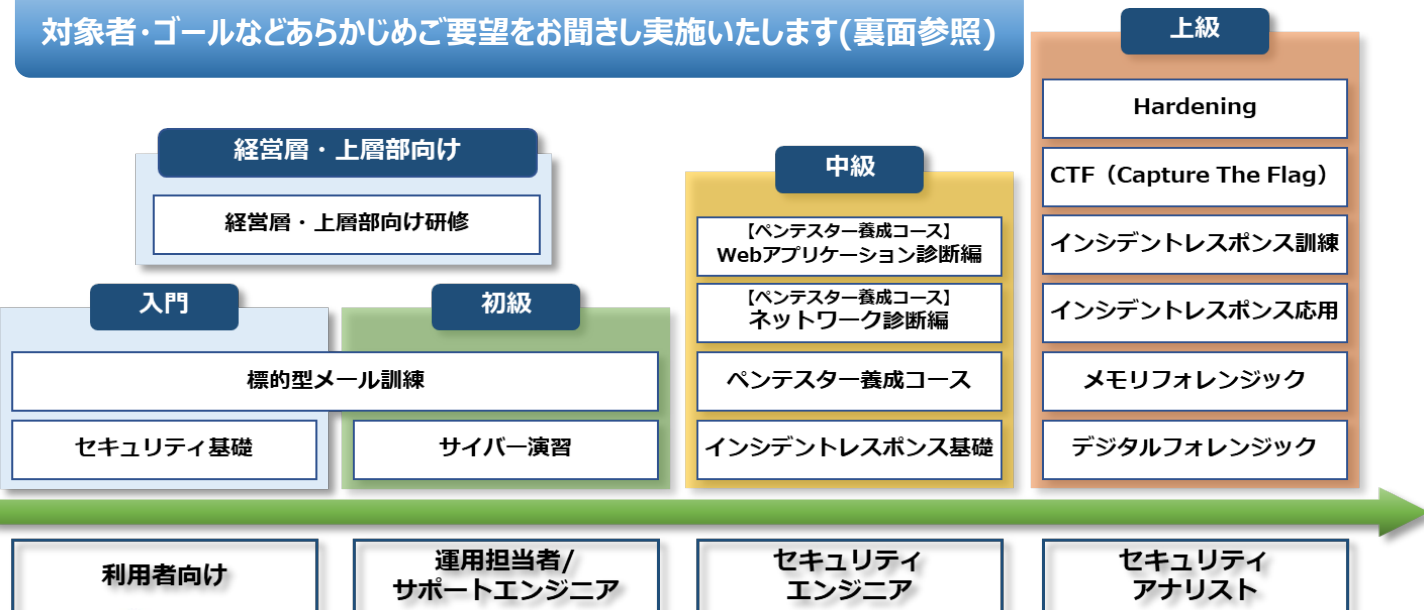 対象者・ゴールなどあらかじめご要望をお聞きし実施いたします(裏面参照)
経営層・上層部向け
経営層・上層部向け研修
入門
標的型メール訓練
セキュリティ基礎
初級
サイバー演習
中級
【ペンテスター養成コース】
Webアプリケーション診断編
【ペンテスター養成コース】
ネットワーク診断編
ペンテスター養成コース
インシデントレスポンス基礎
上級
Hardening
CTF（Capture The Flag）
インシデントレスポンス訓練
インシデントレスポンス応用
メモリフォレンジック
デジタルフォレンジック
利用者向け
運用担当者/
サポートエンジニア
セキュリティ
エンジニア
セキュリティ
アナリスト